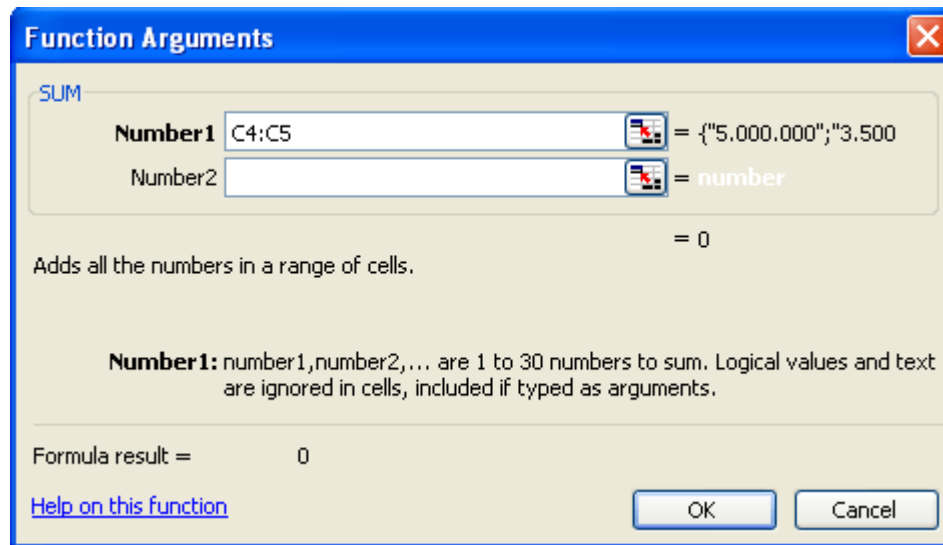 Function Arguments
SUM
Number1 C4:C5 = {"5.000.000";"3.500
Number2 = number
= 0
Adds all the numbers in a range of cells.
Number1: number1,number2,... are 1 to 30 numbers to sum. Logical values and text
are ignored in cells, included if typed as arguments.
Formula result = 0
Help on this function OK Cancel